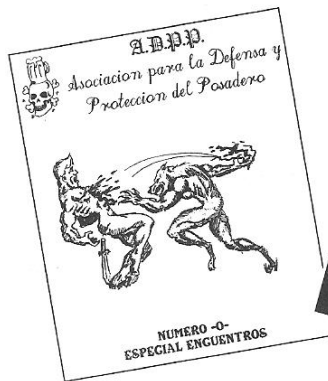 A.D.P.P.
Asociacion para la Defensa y
Proteccion del Posadero
NUMERO -0-
ESPECIAL ENCUENTROS